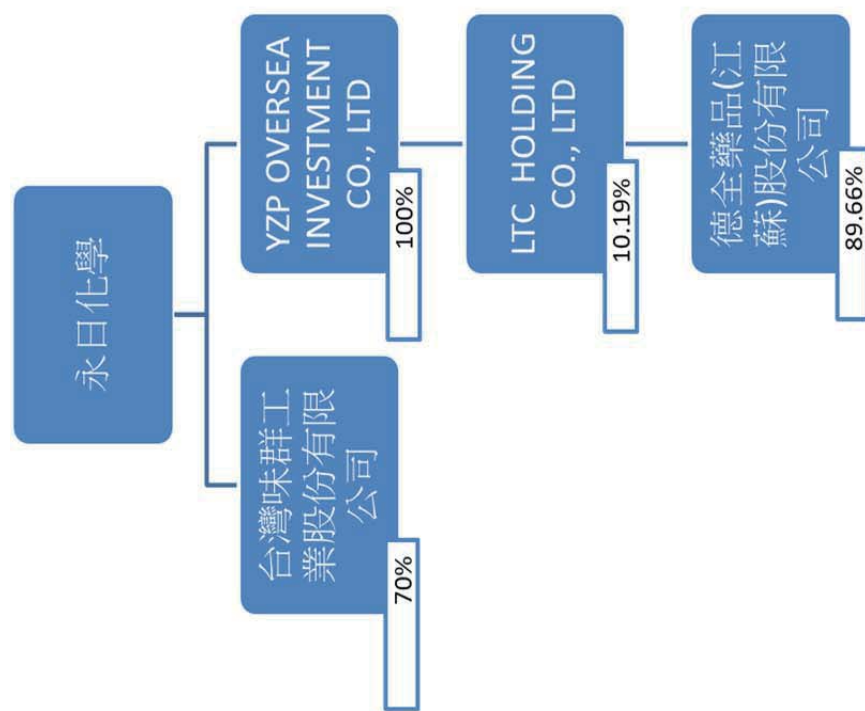 永日化學
台灣味群工
業股份有限
公司
70%
YZP OVERSEA
INVESTMENT
CO., LTD
100%
LTC HOLDING
CO., LTD
10.19%
德全藥品(江
蘇)股份有限
公司
89.66%